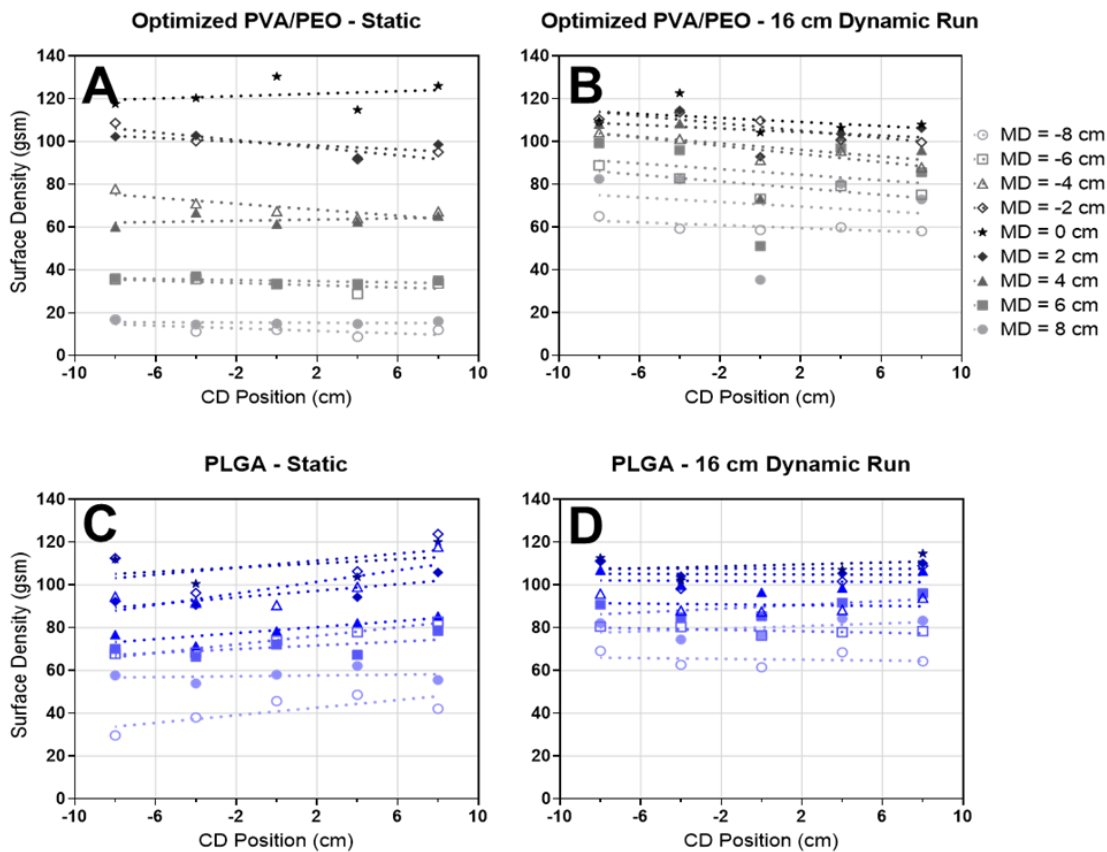 Optimized PVA/PEO - Static
Optimized PVA/PEO - 16 cm Dynamic Run
A
B
140
120
100
80
60
40
20
0
Surface Density (gsm)
-10 -6 -2 2 6 10
CD Position (cm)
140
120
100
80
60
40
20
0
-10 -6 -2 2 6 10
CD Position (cm)
MD = -8 cm
MD = -6 cm
MD = -4 cm
MD = -2 cm
MD = 0 cm
MD = 2 cm
MD = 4 cm
MD = 6 cm
MD = 8 cm
PLGA - Static
PLGA - 16 cm Dynamic Run
C
D
140
120
100
80
60
40
20
0
Surface Density (gsm)
-10 -6 -2 2 6 10
CD Position (cm)
140
120
100
80
60
40
20
0
-10 -6 -2 2 6 10
CD Position (cm)